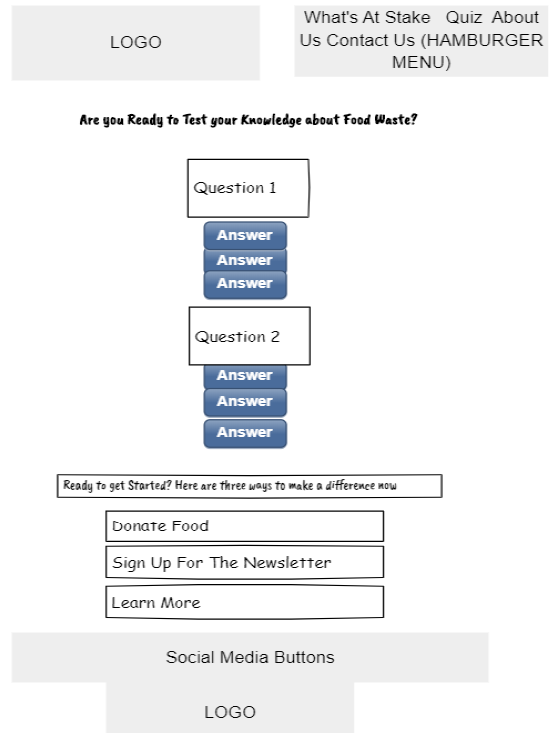 LOGO
What's At Stake Quiz About
Us Contact Us (HAMBURGER
MENU)
Are you Ready to Test your Knowledge about Food Waste?
Question 1
Answer
Answer
Answer
Question 2
Answer
Answer
Answer
Ready to get Started? Here are three ways to make a difference now
Donate Food
Sign Up For The Newsletter
Learn More
Social Media Buttons
LOGO